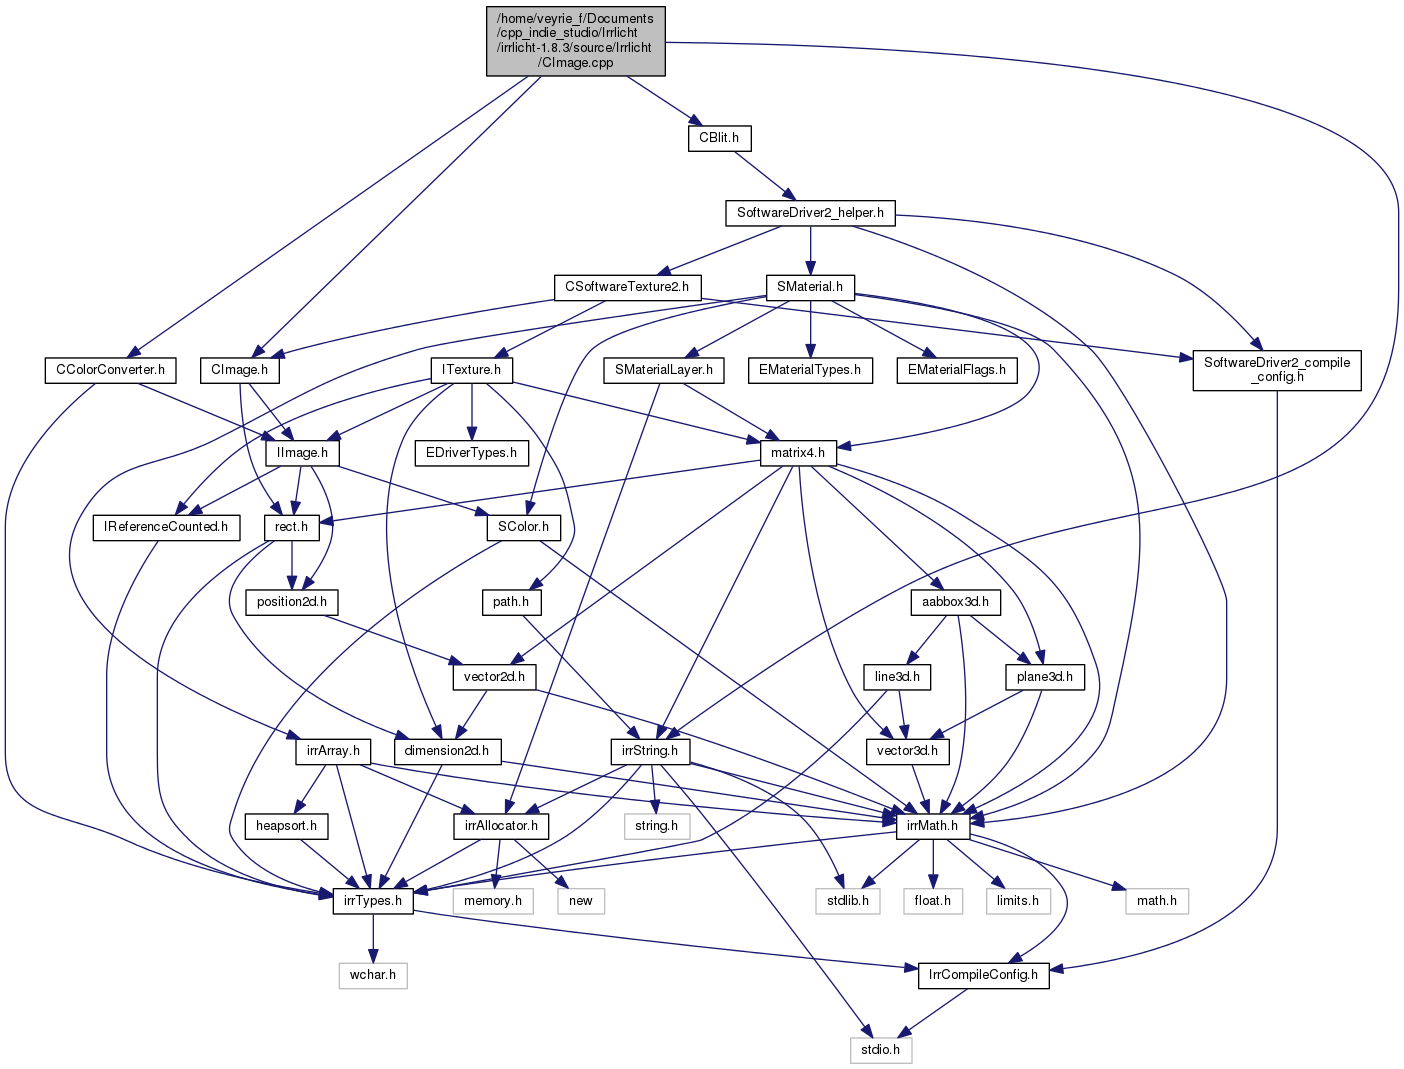 /home/veyrie_f/Documents
/cpp_indie_studio/Irrlicht
/irrlicht-1.8.3/source/Irrlicht
/CImage.cpp
CBlit.h
SoftwareDriver2_helper.h
CSoftwareTexture2.h
SMaterial.h
CColorConverter.h
CImage.h
ITexture.h
SMaterialLayer.h
EMaterialTypes.h
EMaterialFlags.h
SoftwareDriver2_compile
_config.h
IImage.h
EDriverTypes.h
matrix4.h
IReferenceCounted.h
rect.h
SColor.h
position2d.h
path.h
aabbox3d.h
vector2d.h
line3d.h
plane3d.h
irrArray.h
dimension2d.h
irrString.h
vector3d.h
heapsort.h
irrAllocator.h
string.h
irrMath.h
irrTypes.h
memory.h
new
stdlib.h
float.h
limits.h
math.h
wchar.h
IrrCompileConfig.h
stdio.h